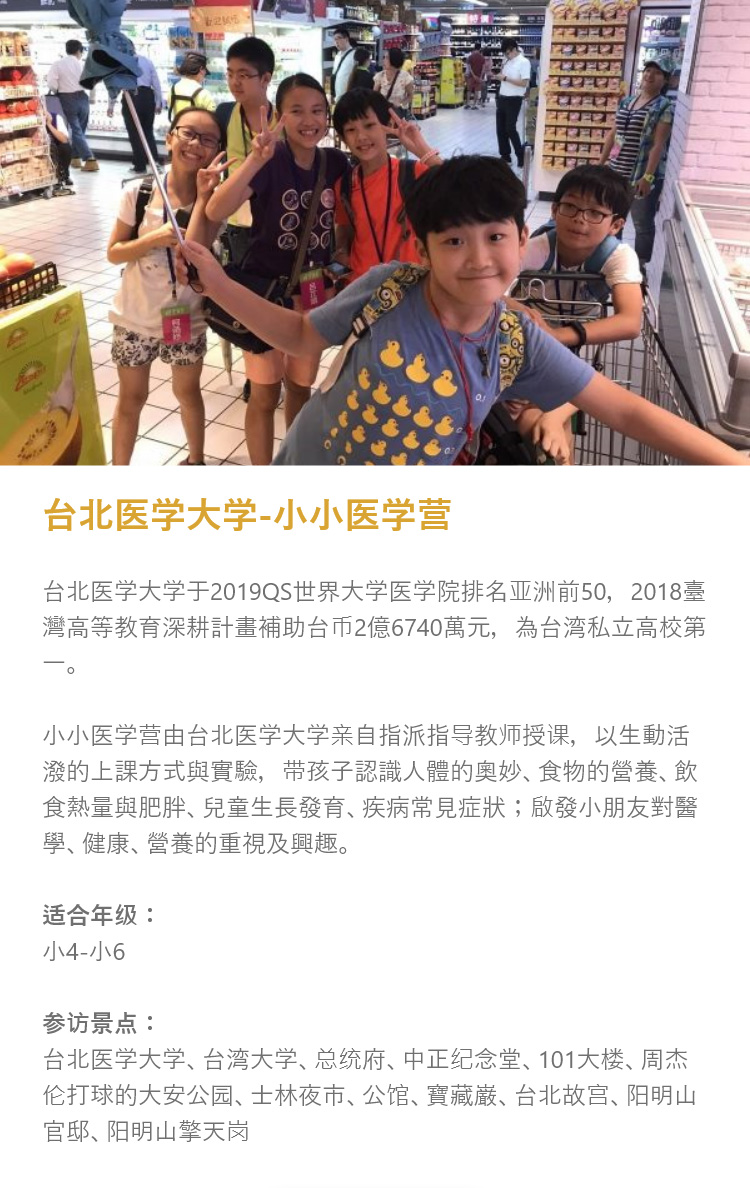 歡迎試吃
特價
台北医学大学-小小医学营
台北医学大学于2019QS世界大学医学院排名亚洲前50，2018臺
灣高等教育深耕計畫補助台币2億6740萬元，為台湾私立高校第
一。
小小医学营由台北医学大学亲自指派指导教师授课，以生動活
潑的上課方式與實驗，带孩子認識人體的奧妙、食物的營養、飲
食熱量與肥胖、兒童生長發育、疾病常見症狀；啟發小朋友對醫
學、健康、營養的重視及興趣。
适合年级：
小4-小6
参访景点：
台北医学大学、台湾大学、总统府、中正纪念堂、101大楼、周杰
伦打球的大安公园、士林夜市、公馆、寶藏巌、台北故宫、阳明山
官邸、阳明山擎天岗